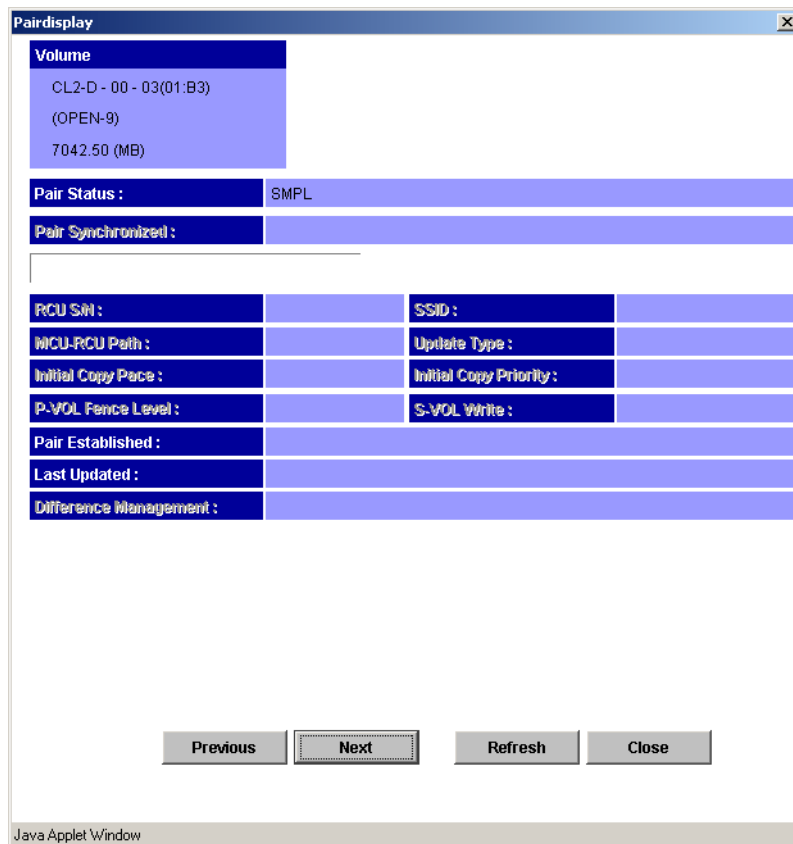 Pairdisplay
Volume
CL2-D - 00 - 03(01:B3)
(OPEN-9)
7042.50 (MB)
Pair Status : SMPL
Pair Synchronized :
RCU S/N : SSID :
MCU-RCU Path : Update Type :
Initial Copy Pace : Initial Copy Priority :
P-VOL Fence Level : S-VOL Write :
Pair Established :
Last Updated :
Difference Management :
Previous Next Refresh Close
Java Applet Window